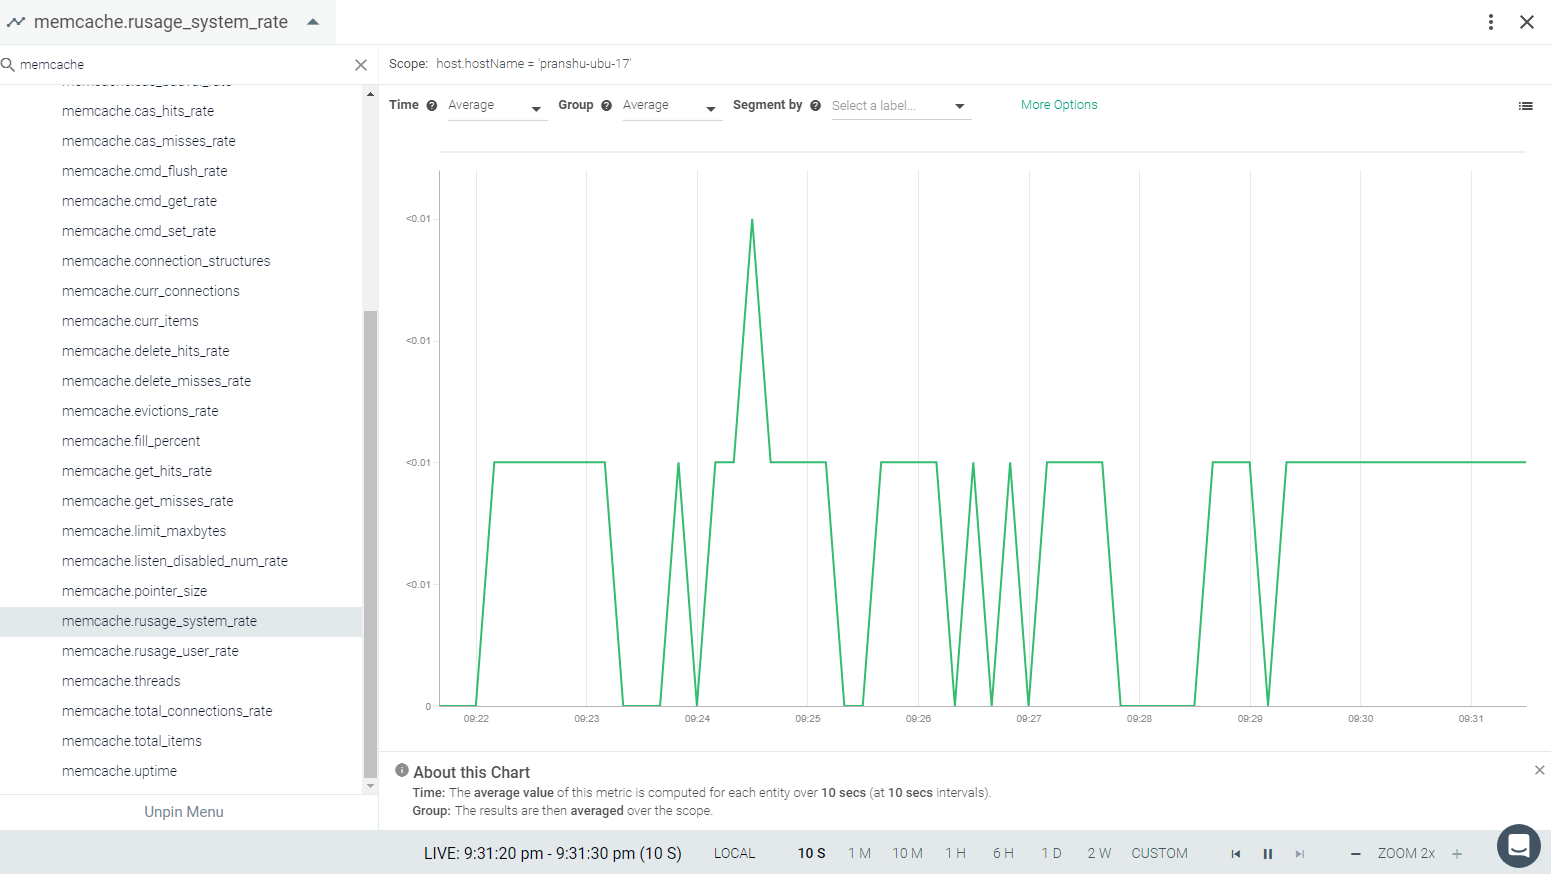 memcache.rusage_system_rate
memcache
Scope: host.hostName = 'pranshu-ubu-17'
Time Average Group Average Segment by Select a label... More Options
memcache.cas_hits_rate
memcache.cas_misses_rate
memcache.cmd_flush_rate
memcache.cmd_get_rate
memcache.cmd_set_rate
memcache.connection_structures
memcache.curr_connections
memcache.curr_items
memcache.delete_hits_rate
memcache.delete_misses_rate
memcache.evictions_rate
memcache.fill_percent
memcache.get_hits_rate
memcache.get_misses_rate
memcache.limit_maxbytes
memcache.listen_disabled_num_rate
memcache.pointer_size
memcache.rusage_system_rate
memcache.rusage_user_rate
memcache.threads
memcache.total_connections_rate
memcache.total_items
memcache.uptime
Unpin Menu
<0.01
<0.01
<0.01
<0.01
0
09:22 09:23 09:24 09:25 09:26 09:27 09:28 09:29 09:30 09:31
About this Chart
Time: The average value of this metric is computed for each entity over 10 secs (at 10 secs intervals).
Group: The results are then averaged over the scope.
LIVE: 9:31:20 pm - 9:31:30 pm (10 S) LOCAL 10 S 1 M 10 M 1 H 6 H 1 D 2 W CUSTOM ZOOM 2x